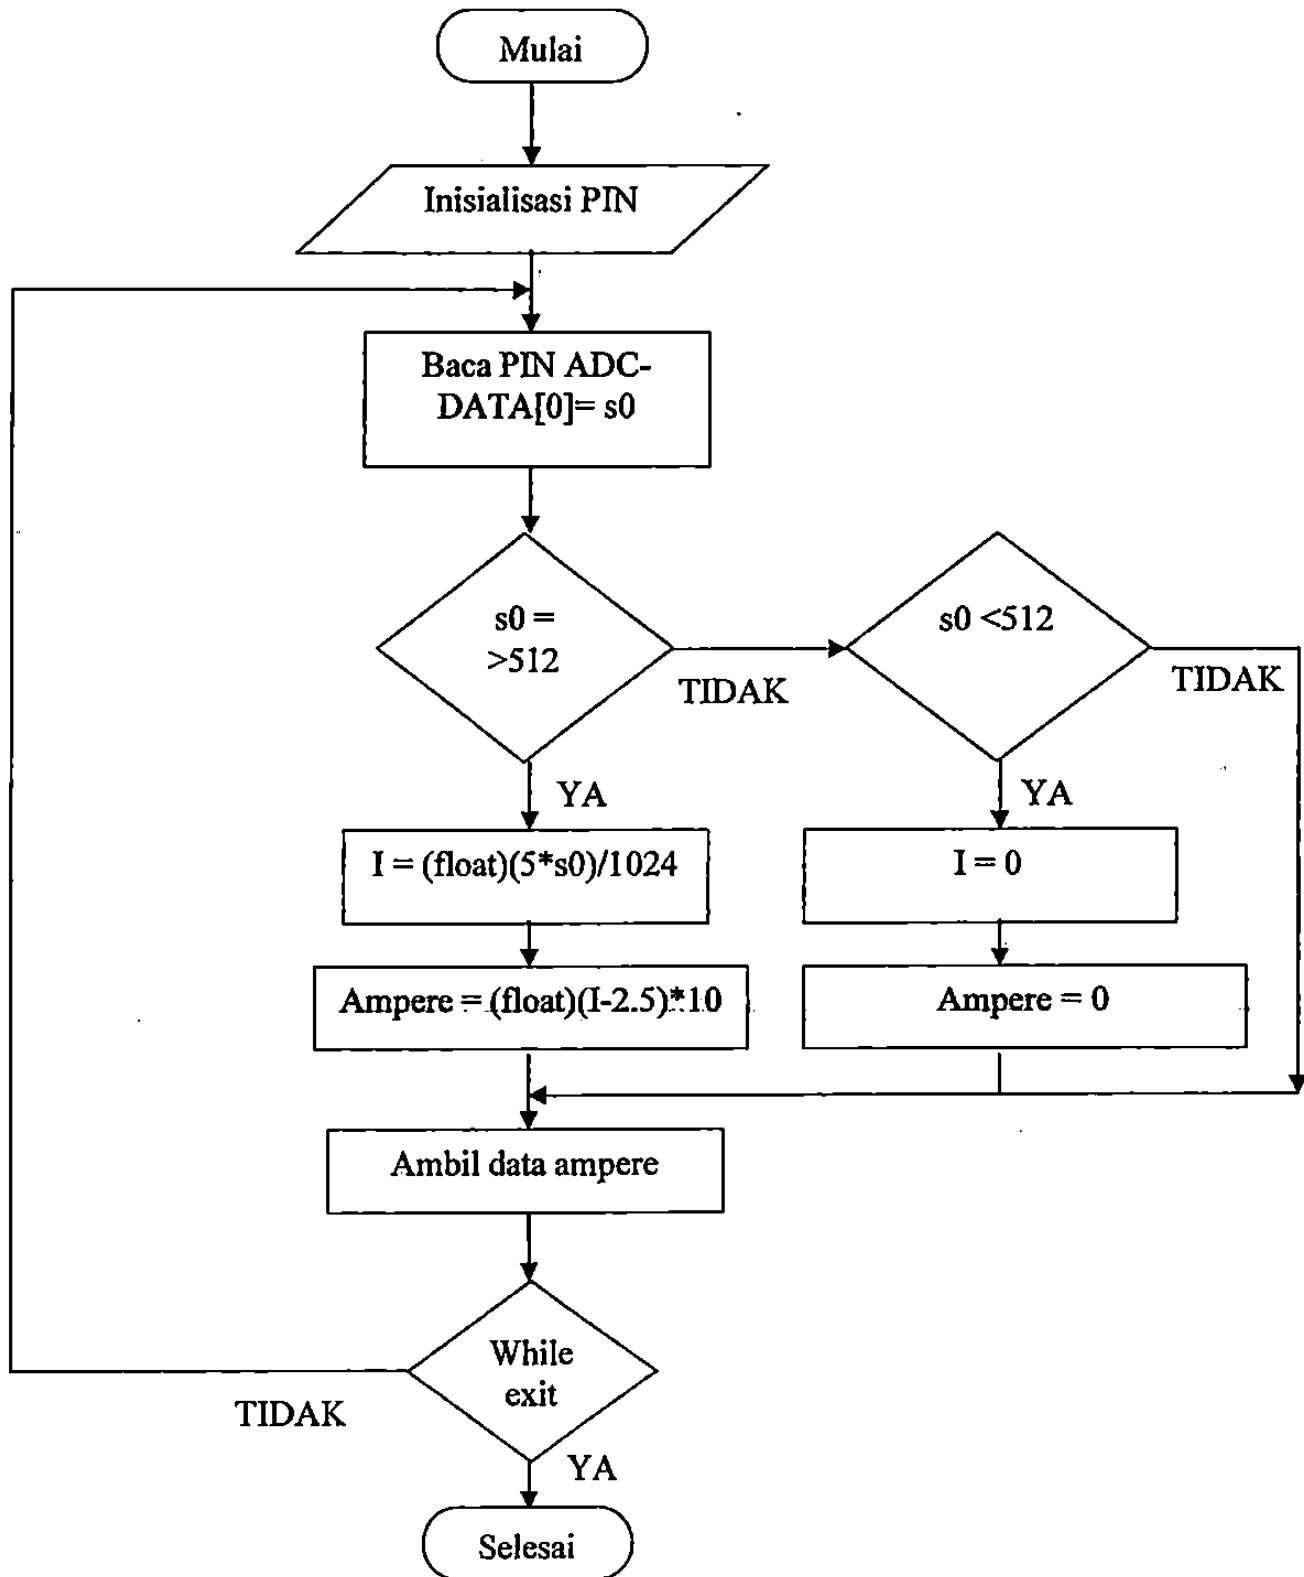 Mulai
Inisialisasi PIN
Baca PIN ADC-
DATA[0]= s0
s0 =
>512
TIDAK
s0 <512
TIDAK
YA
YA
I = (float)(5*s0)/1024
I = 0
Ampere = (float)(I-2.5)*10
Ampere = 0
Ambil data ampere
While
exit
TIDAK
YA
Selesai